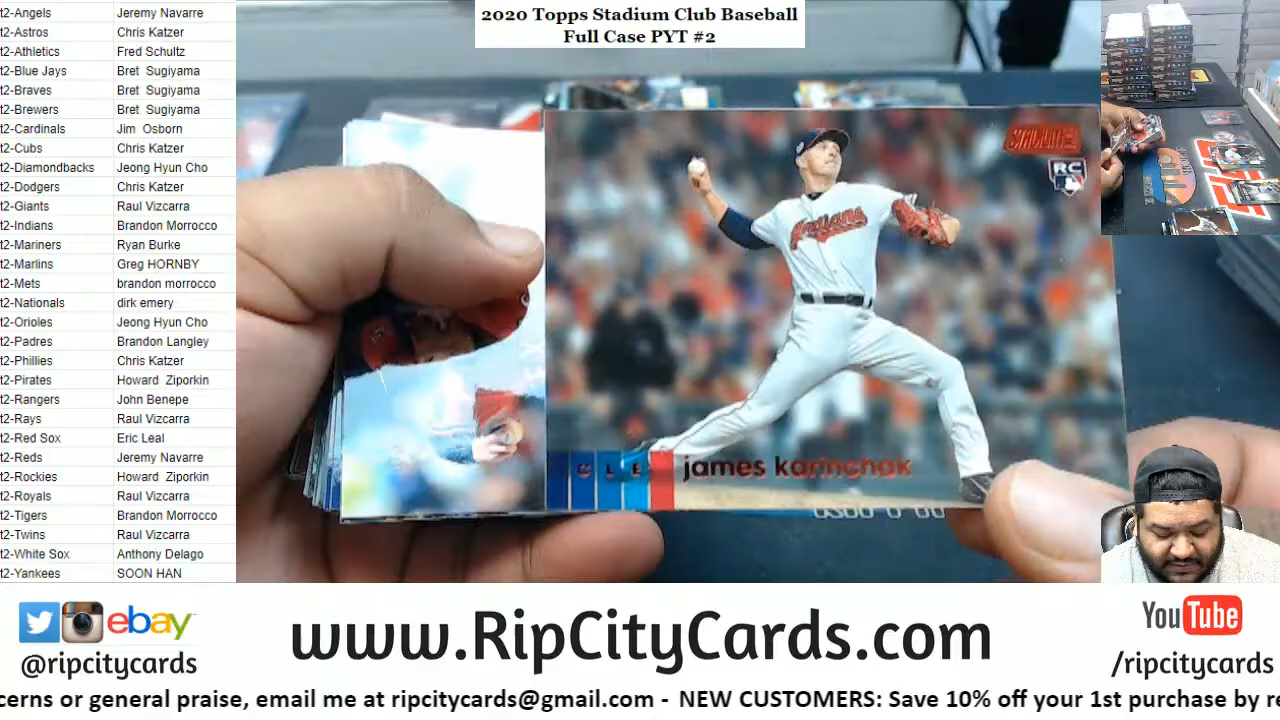 2020 Topps Stadium Club Baseball
Full Case PYT #2
t2-Angels Jeremy Navarre
t2-Astros Chris Katzer
t2-Athletics Fred Schultz
t2-Blue Jays Bret Sugiyama
t2-Braves Bret Sugiyama
t2-Brewers Bret Sugiyama
t2-Cardinals Jim Osborn
t2-Cubs Chris Katzer
t2-Diamondbacks Jeong Hyun Cho
t2-Dodgers Chris Katzer
t2-Giants Raul Vizcarra
t2-Indians Brandon Morrocco
t2-Mariners Ryan Burke
t2-Marlins Greg HORNBY
t2-Mets brandon morrocco
t2-Nationals dirk emery
t2-Orioles Jeong Hyun Cho
t2-Padres Brandon Langley
t2-Phillies Chris Katzer
t2-Pirates Howard Ziporkin
t2-Rangers John Benepe
t2-Rays Raul Vizcarra
t2-Red Sox Eric Leal
t2-Reds Jeremy Navarre
t2-Rockies Howard Ziporkin
t2-Royals Raul Vizcarra
t2-Tigers Brandon Morrocco
t2-Twins Raul Vizcarra
t2-White Sox Anthony Delago
t2-Yankees SOON HAN
RC
Indians
CLE james karinchak
ebay
@ripcitycards
www.RipCityCards.com
YouTube
/ripcitycards
cerns or general praise, email me at ripcitycards@gmail.com - NEW CUSTOMERS: Save 10% off your 1st purchase by re